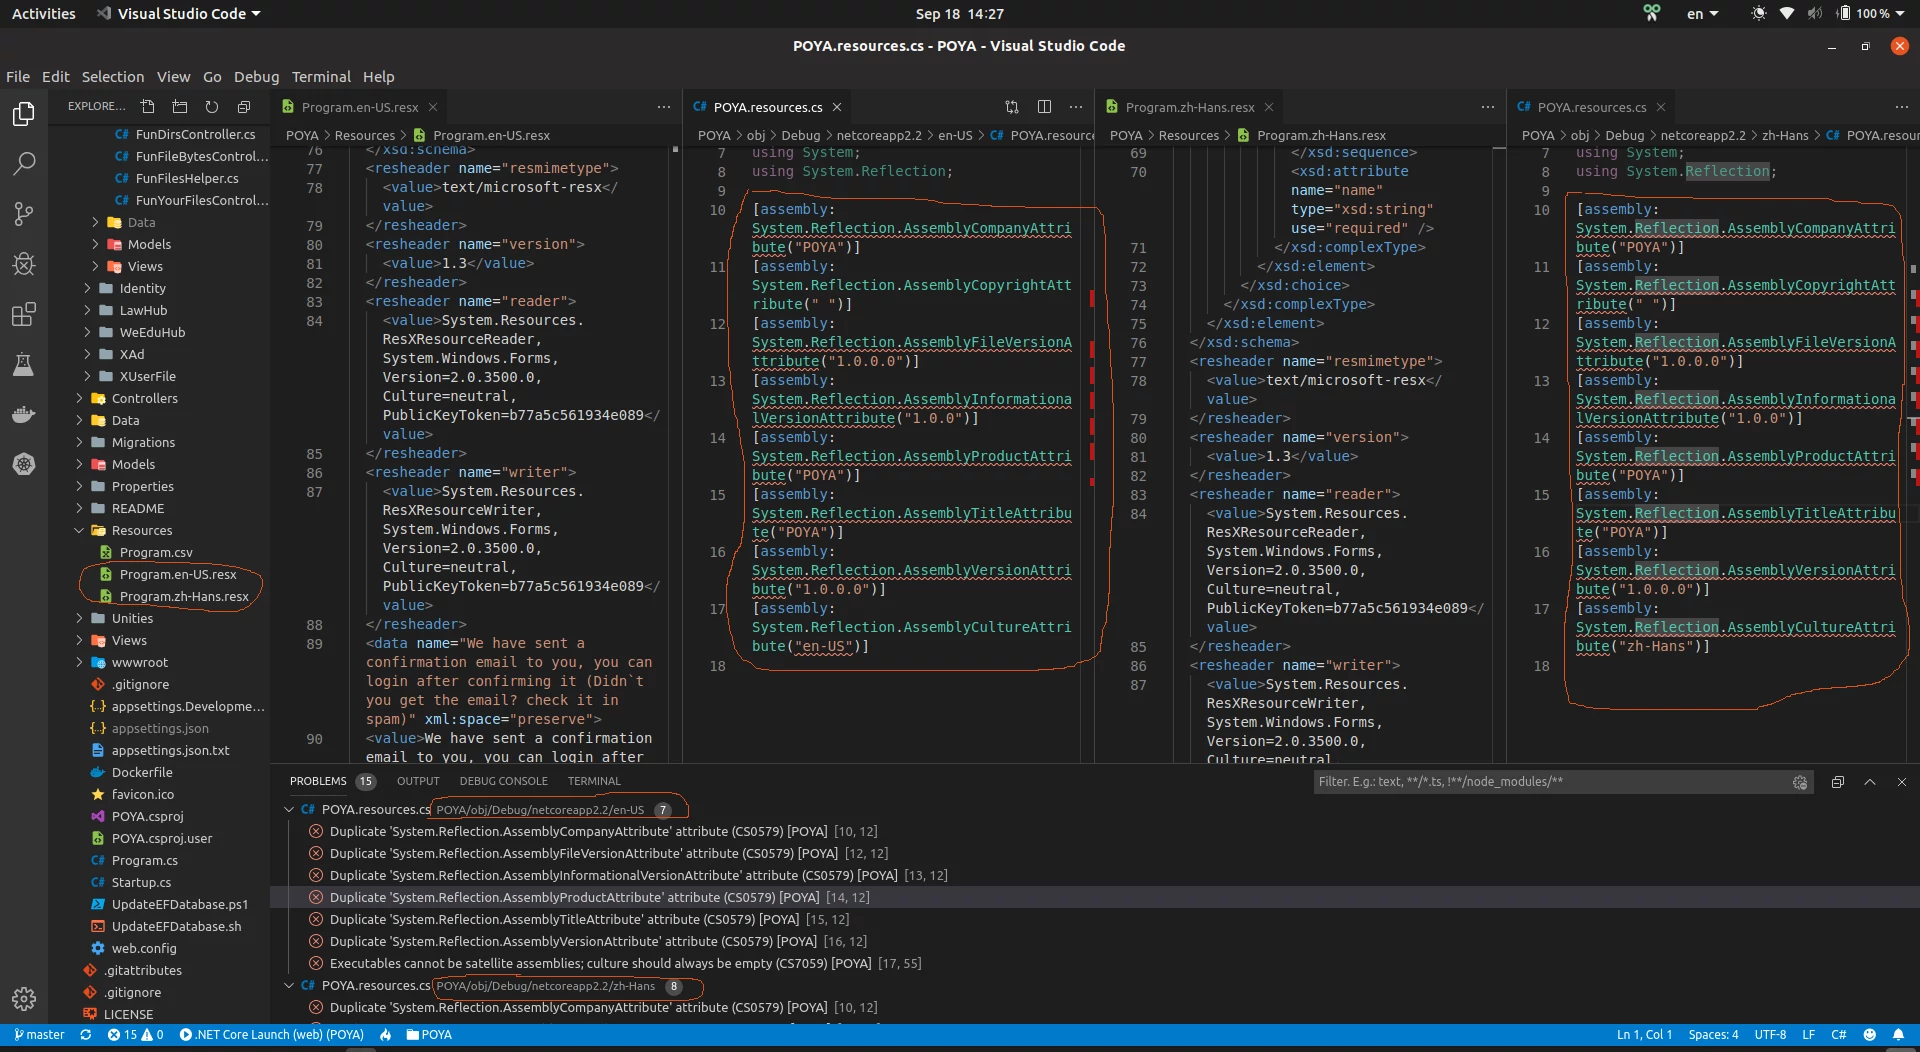 Activities
Visual Studio Code
Sep 18 14:27
en
100 %
POYA.resources.cs - POYA - Visual Studio Code
File Edit Selection View Go Debug Terminal Help
EXPLORE...
FunDirsController.cs
FunFileBytesControl...
FunFilesHelper.cs
FunYourFilesControl...
Data
Models
Views
Identity
LawHub
WeEduHub
XAd
XUserFile
Controllers
Data
Migrations
Models
Properties
README
Resources
Program.csv
Program.en-US.resx
Program.zh-Hans.resx
Unities
Views
wwwroot
.gitignore
appsettings.Developme...
appsettings.json
appsettings.json.txt
Dockerfile
favicon.ico
POYA.csproj
POYA.csproj.user
Program.cs
Startup.cs
UpdateEFDatabase.ps1
UpdateEFDatabase.sh
web.config
.gitattributes
.gitignore
LICENSE
Program.en-US.resx
POYA > Resources > Program.en-US.resx
76 </xsd:schema>
77 <resheader name="resmimetype">
78 <value>text/microsoft-resx</
value>
79 </resheader>
80 <resheader name="version">
81 <value>1.3</value>
82 </resheader>
83 <resheader name="reader">
84 <value>System.Resources.
ResXResourceReader,
System.Windows.Forms,
Version=2.0.3500.0,
Culture=neutral,
PublicKeyToken=b77a5c561934e089</
value>
85 </resheader>
86 <resheader name="writer">
87 <value>System.Resources.
ResXResourceWriter,
System.Windows.Forms,
Version=2.0.3500.0,
Culture=neutral,
PublicKeyToken=b77a5c561934e089</
value>
88 </resheader>
89 <data name="We have sent a
confirmation email to you, you can
login after confirming it (Didn`t
you get the email? check it in
spam)" xml:space="preserve">
90 <value>We have sent a confirmation
email to you, you can login after
POYA.resources.cs
POYA > obj > Debug > netcoreapp2.2 > en-US > POYA.resource
7 using System;
8 using System.Reflection;
9
10 [assembly:
System.Reflection.AssemblyCompanyAttri
bute("POYA")]
11 [assembly:
System.Reflection.AssemblyCopyrightAtt
ribute(" ")]
12 [assembly:
System.Reflection.AssemblyFileVersionA
ttribute("1.0.0.0")]
13 [assembly:
System.Reflection.AssemblyInformationa
lVersionAttribute("1.0.0")]
14 [assembly:
System.Reflection.AssemblyProductAttri
bute("POYA")]
15 [assembly:
System.Reflection.AssemblyTitleAttribu
te("POYA")]
16 [assembly:
System.Reflection.AssemblyVersionAttri
bute("1.0.0.0")]
17 [assembly:
System.Reflection.AssemblyCultureAttri
bute("en-US")]
18
Program.zh-Hans.resx
POYA > Resources > Program.zh-Hans.resx
69 </xsd:sequence>
70 <xsd:attribute
name="name"
type="xsd:string"
use="required" />
71 </xsd:complexType>
72 </xsd:element>
73 </xsd:choice>
74 </xsd:complexType>
75 </xsd:element>
76 </xsd:schema>
77 <resheader name="resmimetype">
78 <value>text/microsoft-resx</
value>
79 </resheader>
80 <resheader name="version">
81 <value>1.3</value>
82 </resheader>
83 <resheader name="reader">
84 <value>System.Resources.
ResXResourceReader,
System.Windows.Forms,
Version=2.0.3500.0,
Culture=neutral,
PublicKeyToken=b77a5c561934e089</
value>
85 </resheader>
86 <resheader name="writer">
87 <value>System.Resources.
ResXResourceWriter,
System.Windows.Forms,
Version=2.0.3500.0,
Culture=neutral,
POYA.resources.cs
POYA > obj > Debug > netcoreapp2.2 > zh-Hans > POYA.resour
7 using System;
8 using System.Reflection;
9
10 [assembly:
System.Reflection.AssemblyCompanyAttri
bute("POYA")]
11 [assembly:
System.Reflection.AssemblyCopyrightAtt
ribute(" ")]
12 [assembly:
System.Reflection.AssemblyFileVersionA
ttribute("1.0.0.0")]
13 [assembly:
System.Reflection.AssemblyInformationa
lVersionAttribute("1.0.0")]
14 [assembly:
System.Reflection.AssemblyProductAttri
bute("POYA")]
15 [assembly:
System.Reflection.AssemblyTitleAttribu
te("POYA")]
16 [assembly:
System.Reflection.AssemblyVersionAttri
bute("1.0.0.0")]
17 [assembly:
System.Reflection.AssemblyCultureAttri
bute("zh-Hans")]
18
PROBLEMS 15 OUTPUT DEBUG CONSOLE TERMINAL
Filter. E.g.: text, **/*.ts, !**/node_modules/**
POYA.resources.cs POYA/obj/Debug/netcoreapp2.2/en-US 7
Duplicate 'System.Reflection.AssemblyCompanyAttribute' attribute (CS0579) [POYA] [10, 12]
Duplicate 'System.Reflection.AssemblyFileVersionAttribute' attribute (CS0579) [POYA] [12, 12]
Duplicate 'System.Reflection.AssemblyInformationalVersionAttribute' attribute (CS0579) [POYA] [13, 12]
Duplicate 'System.Reflection.AssemblyProductAttribute' attribute (CS0579) [POYA] [14, 12]
Duplicate 'System.Reflection.AssemblyTitleAttribute' attribute (CS0579) [POYA] [15, 12]
Duplicate 'System.Reflection.AssemblyVersionAttribute' attribute (CS0579) [POYA] [16, 12]
Executables cannot be satellite assemblies; culture should always be empty (CS7059) [POYA] [17, 55]
POYA.resources.cs POYA/obj/Debug/netcoreapp2.2/zh-Hans 8
Duplicate 'System.Reflection.AssemblyCompanyAttribute' attribute (CS0579) [POYA] [10, 12]
master 15 0 .NET Core Launch (web) (POYA) POYA
Ln 1, Col 1 Spaces: 4 UTF-8 LF C#